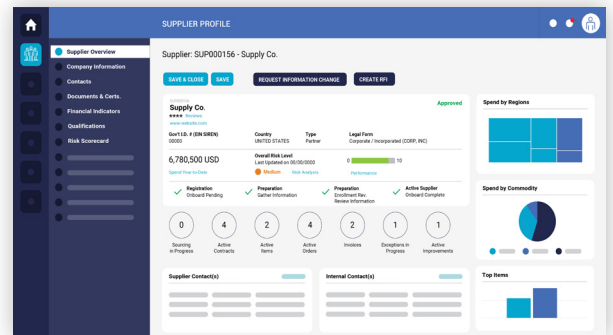 SUPPLIER PROFILE
Supplier Overview
Company Information
Contacts
Documents & Certs.
Financial Indicators
Qualifications
Risk Scorecard
Supplier: SUP000156 - Supply Co.
SAVE & CLOSE
SAVE
REQUEST INFORMATION CHANGE
CREATE RFI
Supply Co.
Approved
★★★★ Reviews
www.website.com
Gov't I.D. # (EIN SIREN)
00000
Country
UNITED STATES
Type
Partner
Legal Form
Corporate / Incorporated (CORP, INC)
6,780,500 USD
Spend Year-to-Date
Overall Risk Level
Last Updated on 00/00/0000
Medium
Risk Analysis
0
10
Performance
Registration
Onboard Pending
Preparation
Gather Information
Preparation
Enrollment Rev.
Review Information
Active Supplier
Onboard Complete
0
Sourcing
in Progress
4
Active
Contracts
2
Active
Items
4
Active
Orders
2
Invoices
1
Exceptions in
Progress
1
Active
Improvements
Supplier Contact(s)
Internal Contact(s)
Spend by Regions
Spend by Commodity
Top Items